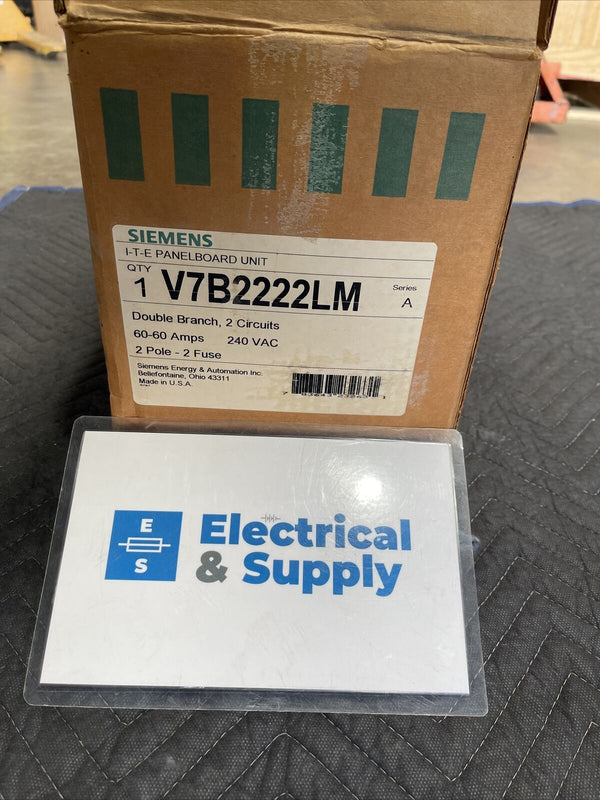 SIEMENS
I-T-E PANELBOARD UNIT
QTY
1 V7B2222LM
Series
A
Double Branch, 2 Circuits
60-60 Amps 240 VAC
2 Pole - 2 Fuse
Siemens Energy & Automation Inc.
Bellefontaine, Ohio 43311
Made in U.S.A.
E
S
Electrical
& Supply